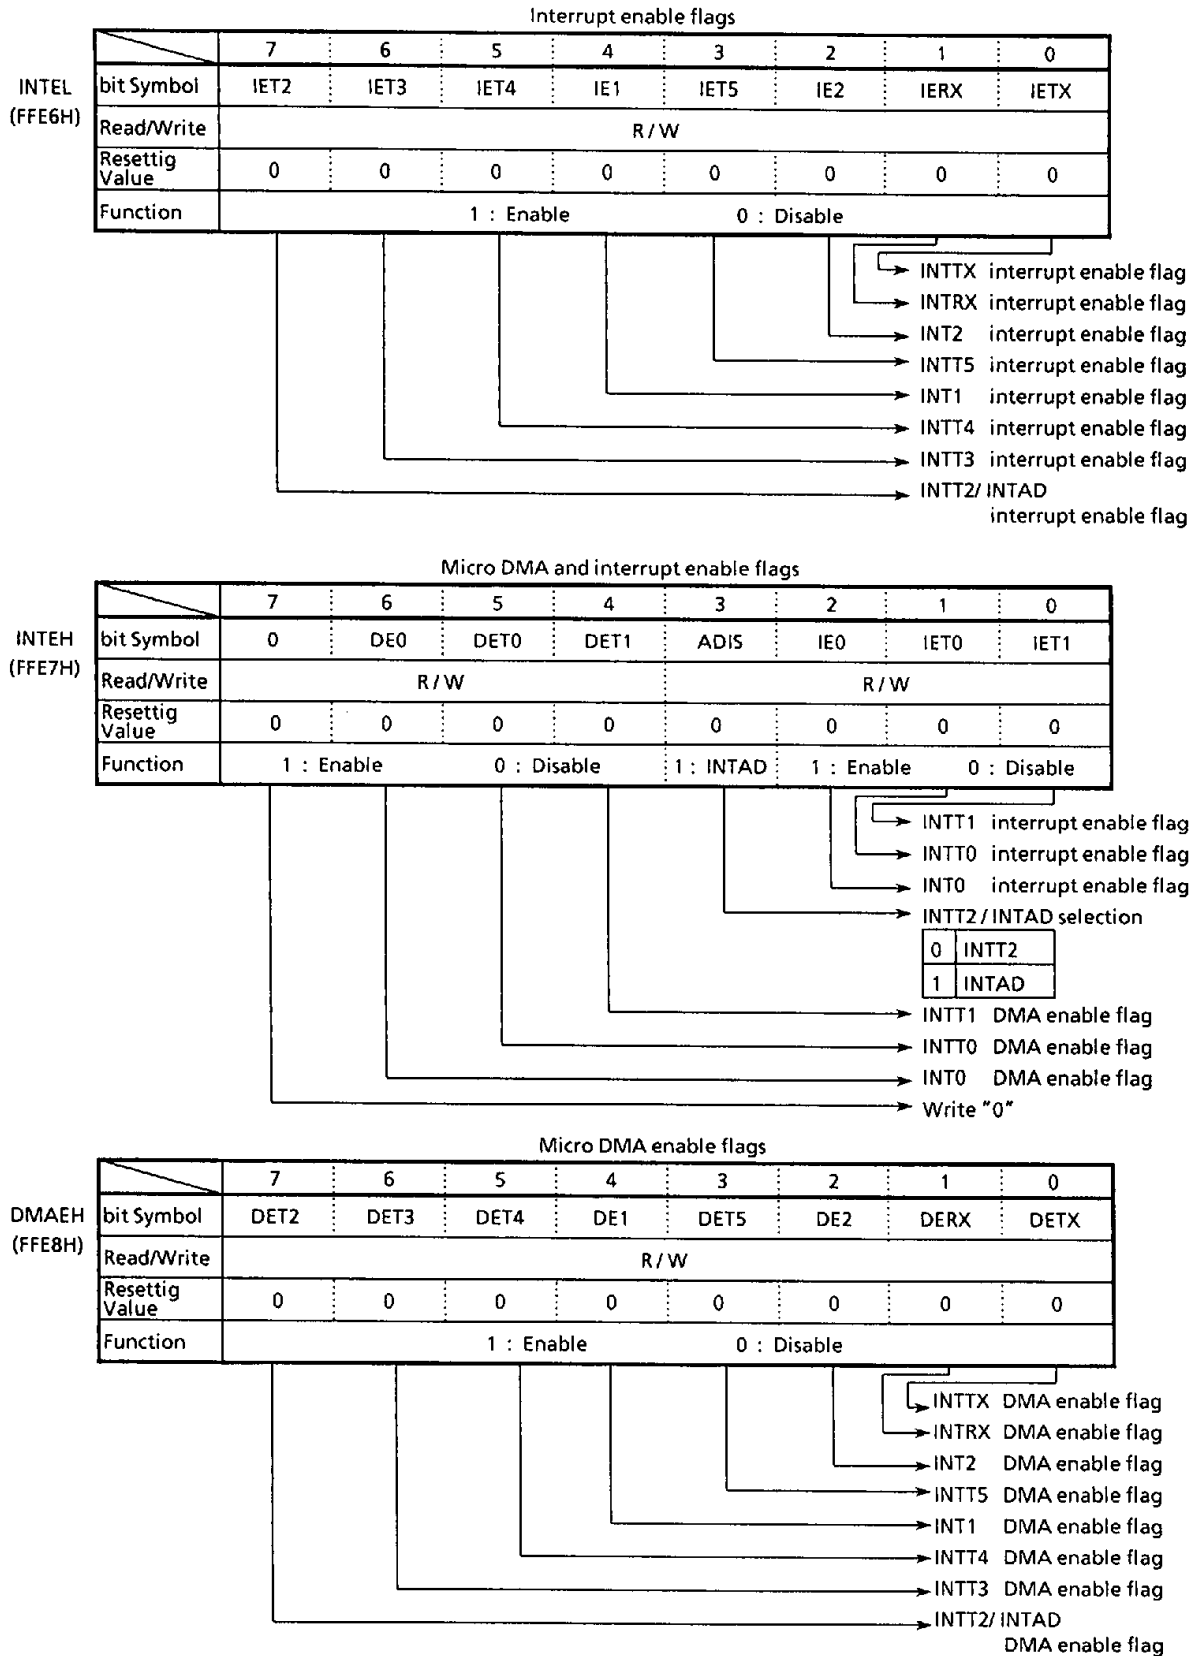 Interrupt enable flags
7 6 5 4 3 2 1 0
INTEL
(FFE6H)
bit Symbol IET2 IET3 IET4 IE1 IET5 IE2 IERX IETX
Read/Write R/W
Resettig
Value 0 0 0 0 0 0 0 0
Function 1 : Enable 0 : Disable
INTTX interrupt enable flag
INTRX interrupt enable flag
INT2 interrupt enable flag
INTT5 interrupt enable flag
INT1 interrupt enable flag
INTT4 interrupt enable flag
INTT3 interrupt enable flag
INTT2/ INTAD
interrupt enable flag
Micro DMA and interrupt enable flags
7 6 5 4 3 2 1 0
INTEH
(FFE7H)
bit Symbol 0 DE0 DET0 DET1 ADIS IE0 IET0 IET1
Read/Write R/W R/W
Resettig
Value 0 0 0 0 0 0 0 0
Function 1 : Enable 0 : Disable 1 : INTAD 1 : Enable 0 : Disable
INTT1 interrupt enable flag
INTT0 interrupt enable flag
INT0 interrupt enable flag
INTT2 / INTAD selection
0 INTT2
1 INTAD
INTT1 DMA enable flag
INTT0 DMA enable flag
INT0 DMA enable flag
Write "0"
Micro DMA enable flags
7 6 5 4 3 2 1 0
DMAEH
(FFE8H)
bit Symbol DET2 DET3 DET4 DE1 DET5 DE2 DERX DETX
Read/Write R/W
Resettig
Value 0 0 0 0 0 0 0 0
Function 1 : Enable 0 : Disable
INTTX DMA enable flag
INTRX DMA enable flag
INT2 DMA enable flag
INTT5 DMA enable flag
INT1 DMA enable flag
INTT4 DMA enable flag
INTT3 DMA enable flag
INTT2/ INTAD
DMA enable flag